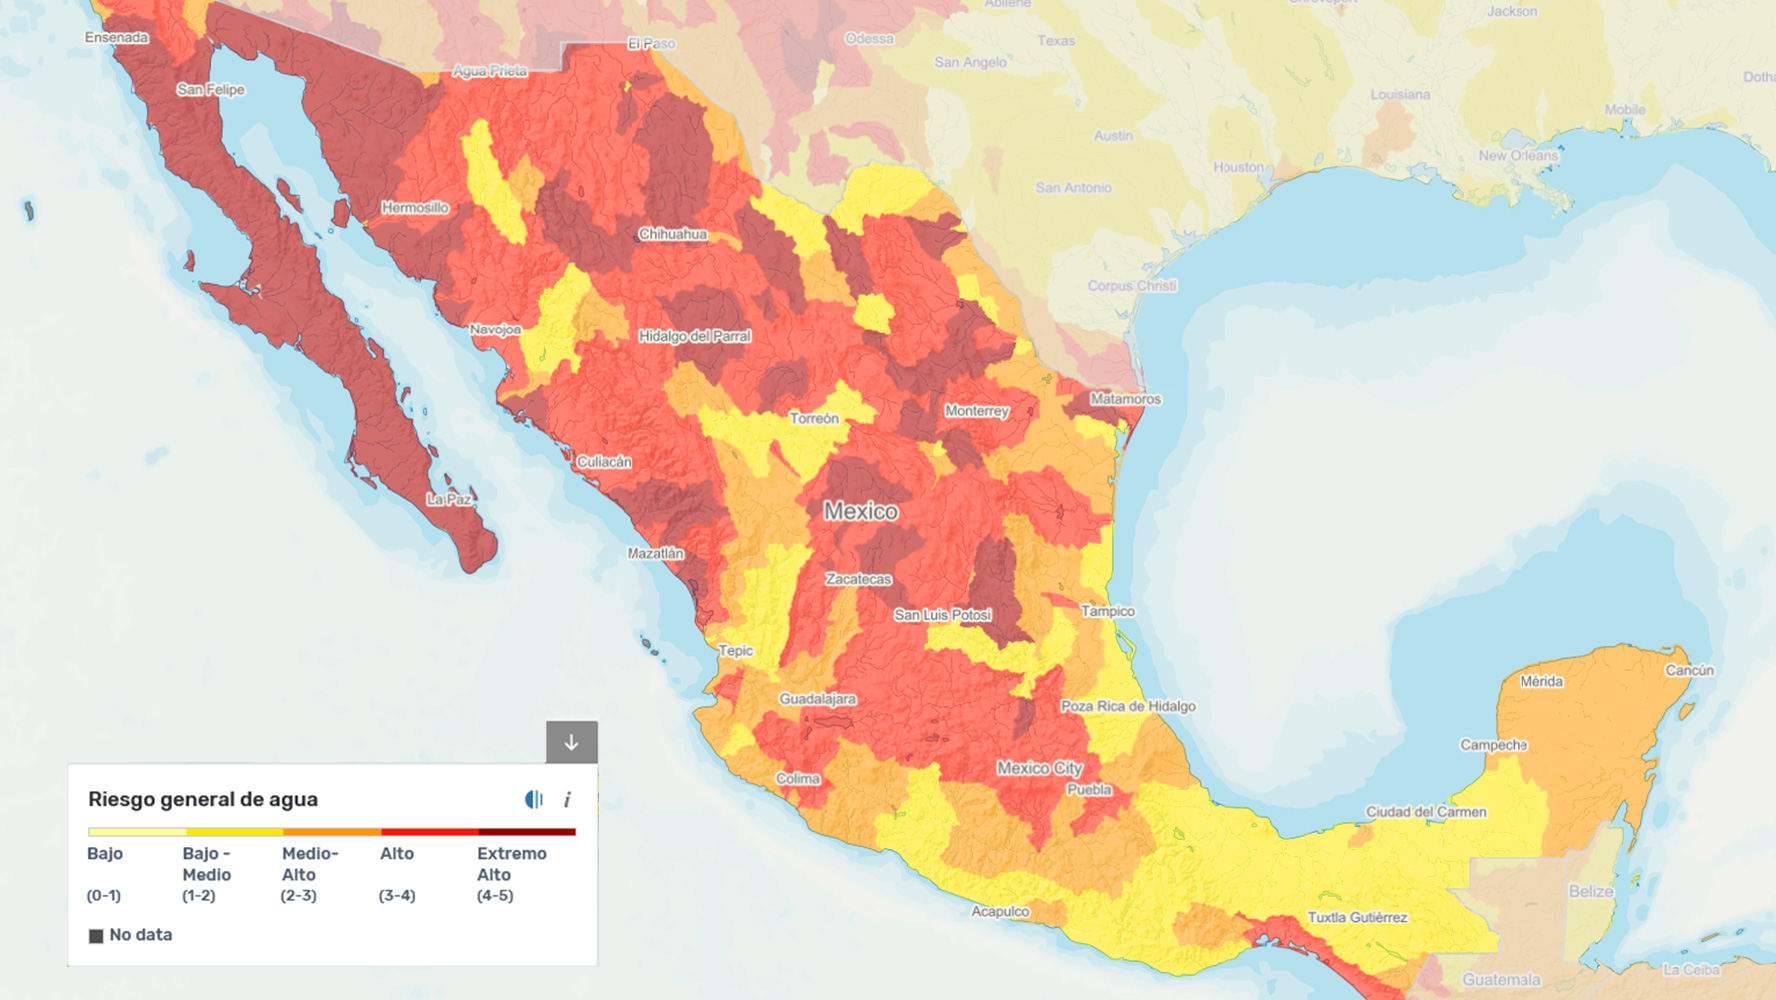 Abilene
Shreveport
Jackson
Ensenada
El Paso
Odessa
Texas
San Angelo
Agua Prieta
Louisiana
San Felipe
Mobile
Austin
Houston
New Orleans
San Antonio
Hermosillo
Chihuahua
Corpus Christi
Navojoa
Hidalgo del Parral
Matamoros
Monterrey
Torreón
Culiacán
La Paz
Mexico
Mazatlán
Zacatecas
San Luis Potosí
Tampico
Tepic
Cancún
Mérida
Guadalajara
Poza Rica de Hidalgo
Campeche
Mexico City
Colima
Puebla
Ciudad del Carmen
Belize
Acapulco
Tuxtla Gutiérrez
La Ceiba
Guatemala
Riesgo general de agua
i
Bajo
(0-1)
Bajo -
Medio
(1-2)
Medio-
Alto
(2-3)
Alto
(3-4)
Extremo
Alto
(4-5)
No data